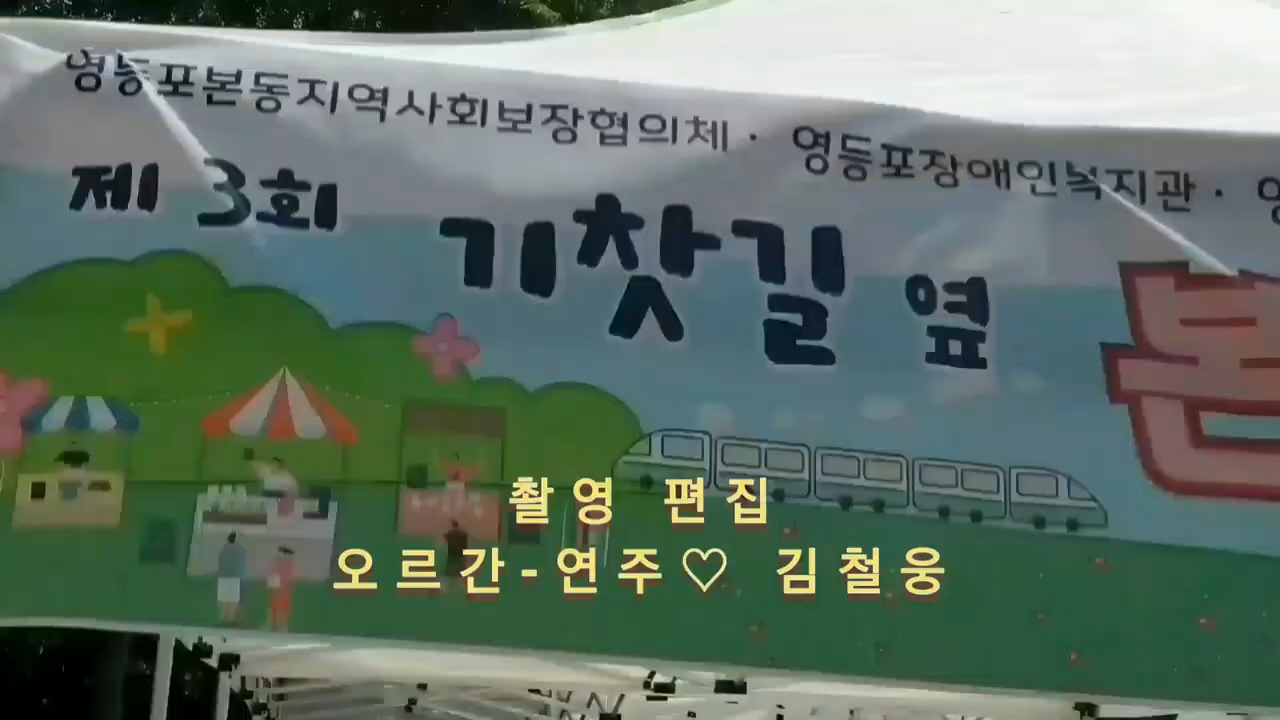 영등포본동지역사회보장협의체 · 영등포장애인복지관 ·
제 3회 기찻길 옆
촬영 편집
오르간-연주♡ 김철웅